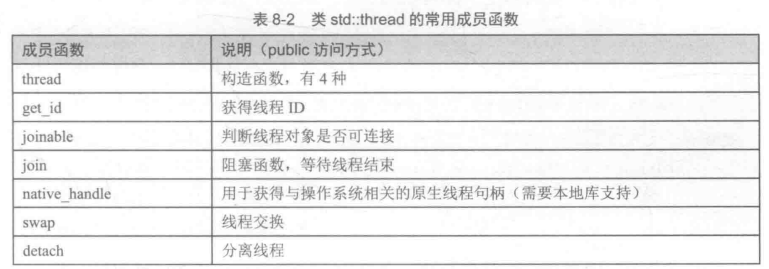 表 8-2 类 std::thread 的常用成员函数
成员函数 说明（public 访问方式）
thread 构造函数，有 4 种
get_id 获得线程 ID
joinable 判断线程对象是否可连接
join 阻塞函数，等待线程结束
native_handle 用于获得与操作系统相关的原生线程句柄（需要本地库支持）
swap 线程交换
detach 分离线程